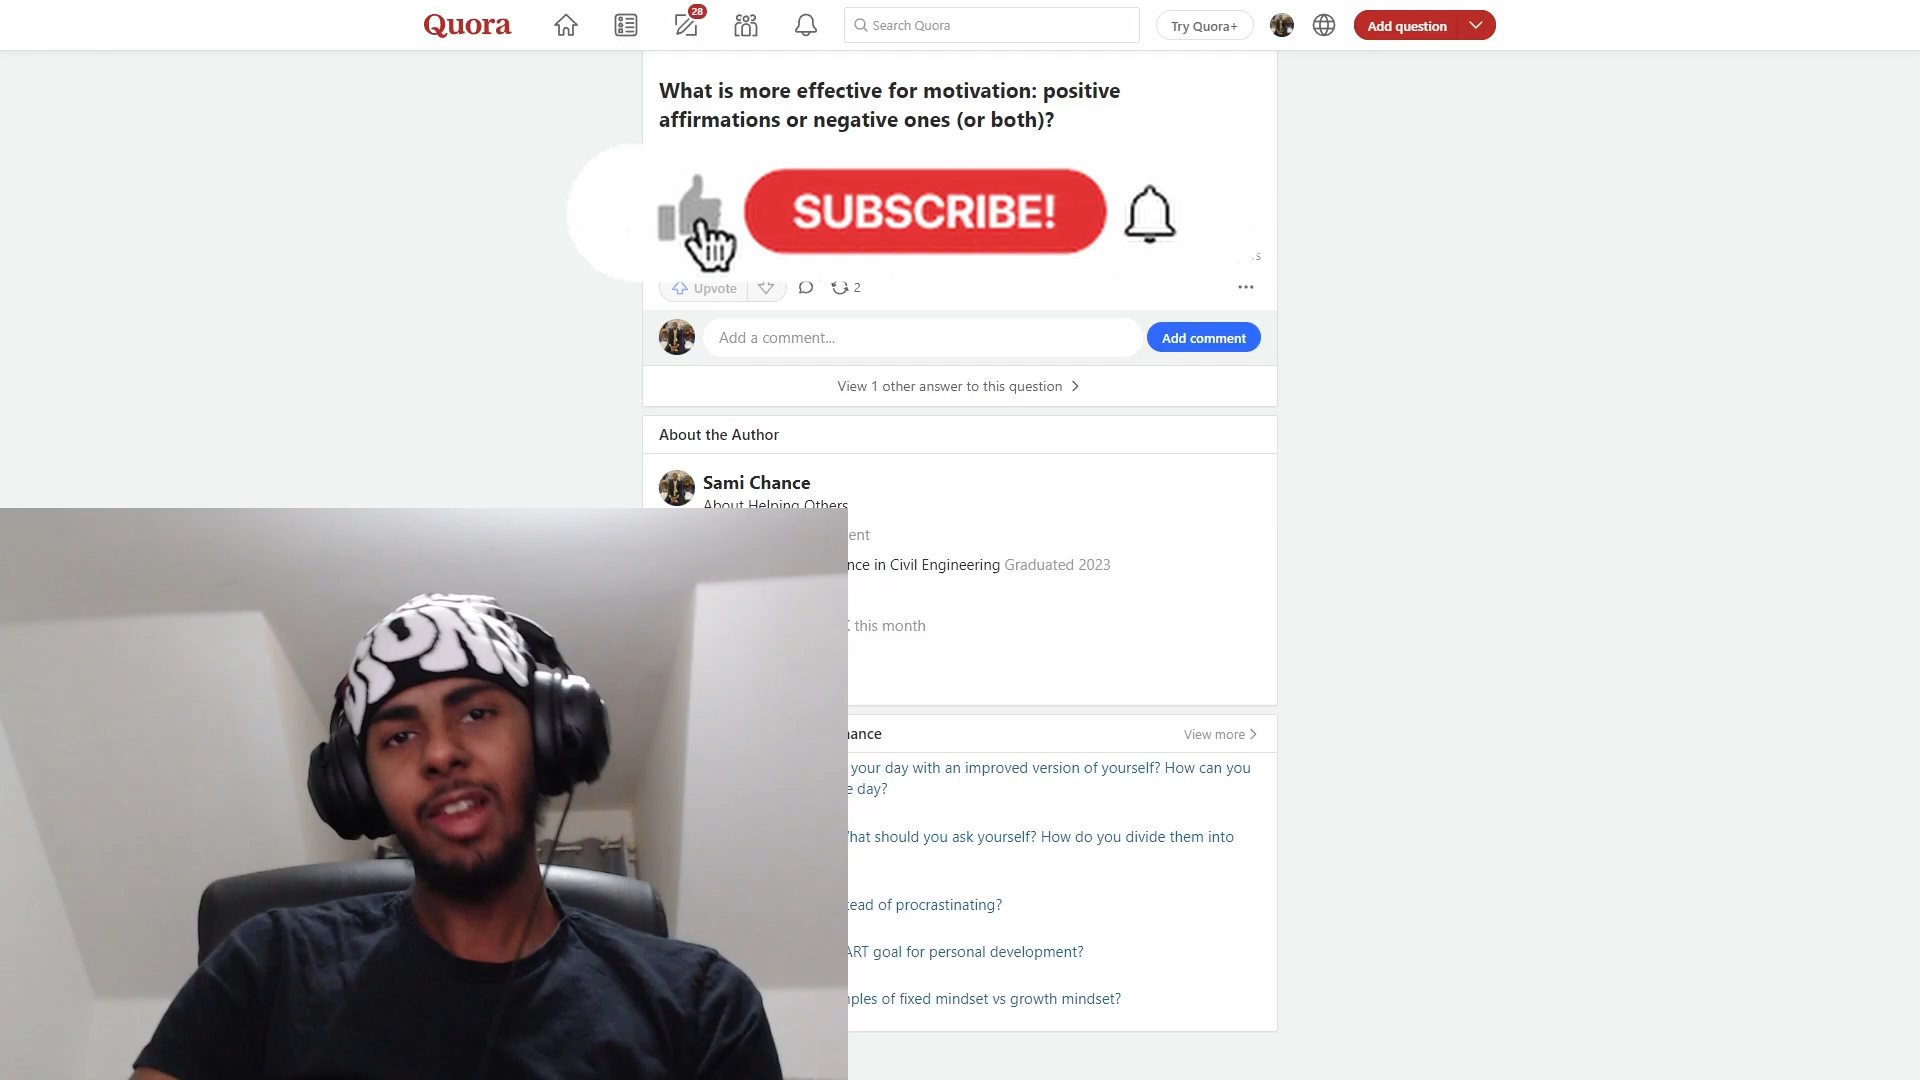 Quora
28
Search Quora
Try Quora+
Add question
What is more effective for motivation: positive
affirmations or negative ones (or both)?
SUBSCRIBE!
s
Upvote
2
Add a comment...
Add comment
View 1 other answer to this question
About the Author
Sami Chance
About Helping Others
ent
nce in Civil Engineering Graduated 2023
this month
ance
View more
your day with an improved version of yourself? How can you
e day?
hat should you ask yourself? How do you divide them into
tead of procrastinating?
ART goal for personal development?
ples of fixed mindset vs growth mindset?